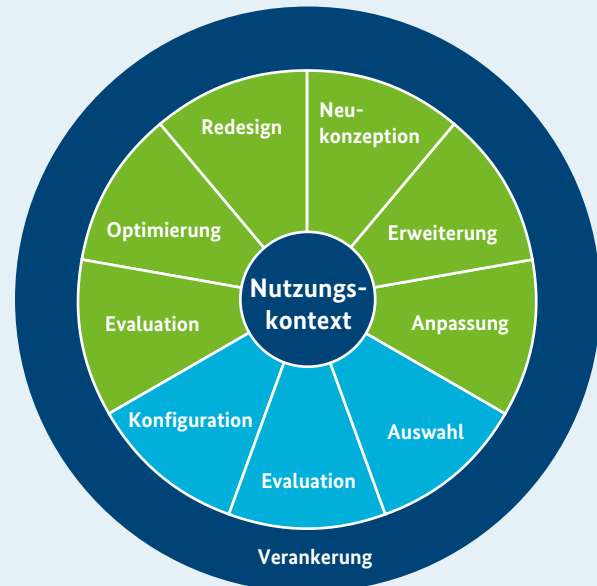 Redesign
Neu-
konzeption
Optimierung
Erweiterung
Nutzungs-
kontext
Evaluation
Anpassung
Konfiguration
Auswahl
Evaluation
Verankerung